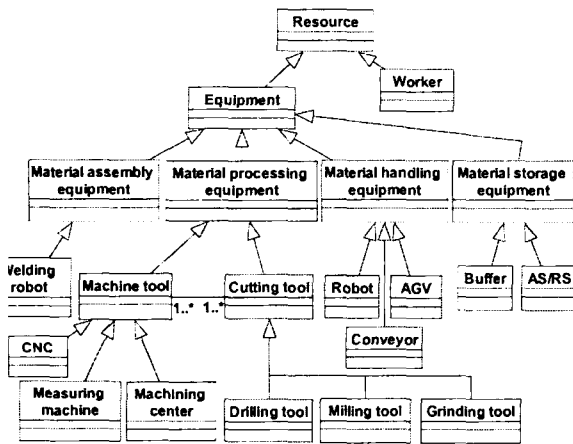 Resource
Worker
Equipment
Material assembly
equipment
Material processing
equipment
Material handling
equipment
Material storage
equipment
Welding
robot
Machine tool
1..* 1..*
Cutting tool
Robot
AGV
Buffer
AS/RS
CNC
Conveyor
Measuring
machine
Machining
center
Drilling tool
Milling tool
Grinding tool